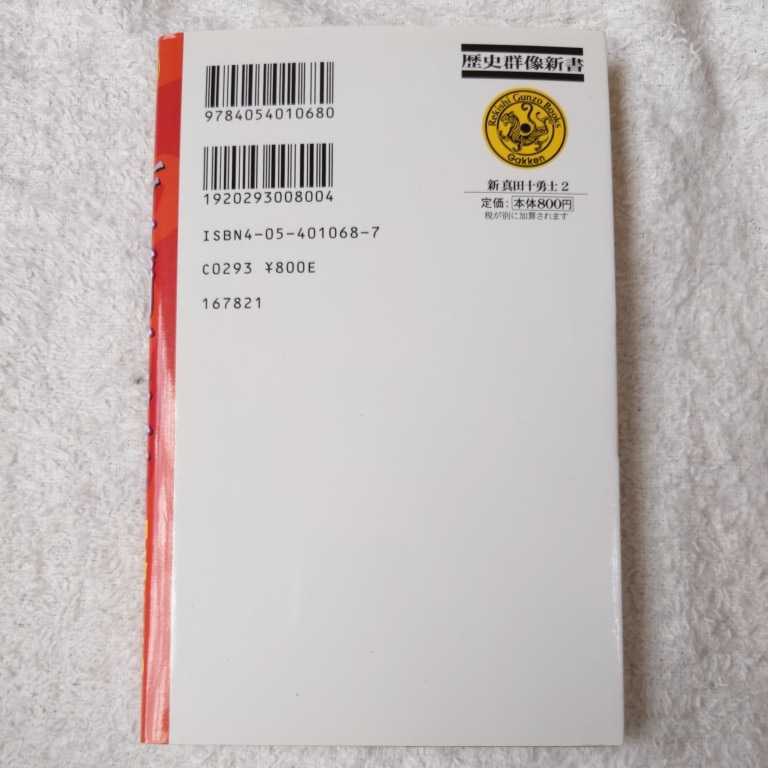 9784054010680
1920293008004
ISBN4-05-401068-7
C0293 ¥800E
167821
歴史群像新書
Rekishi Gunzo Books
Gakken
新 真田十勇士 2
定価：本体800円
税が別に加算されます